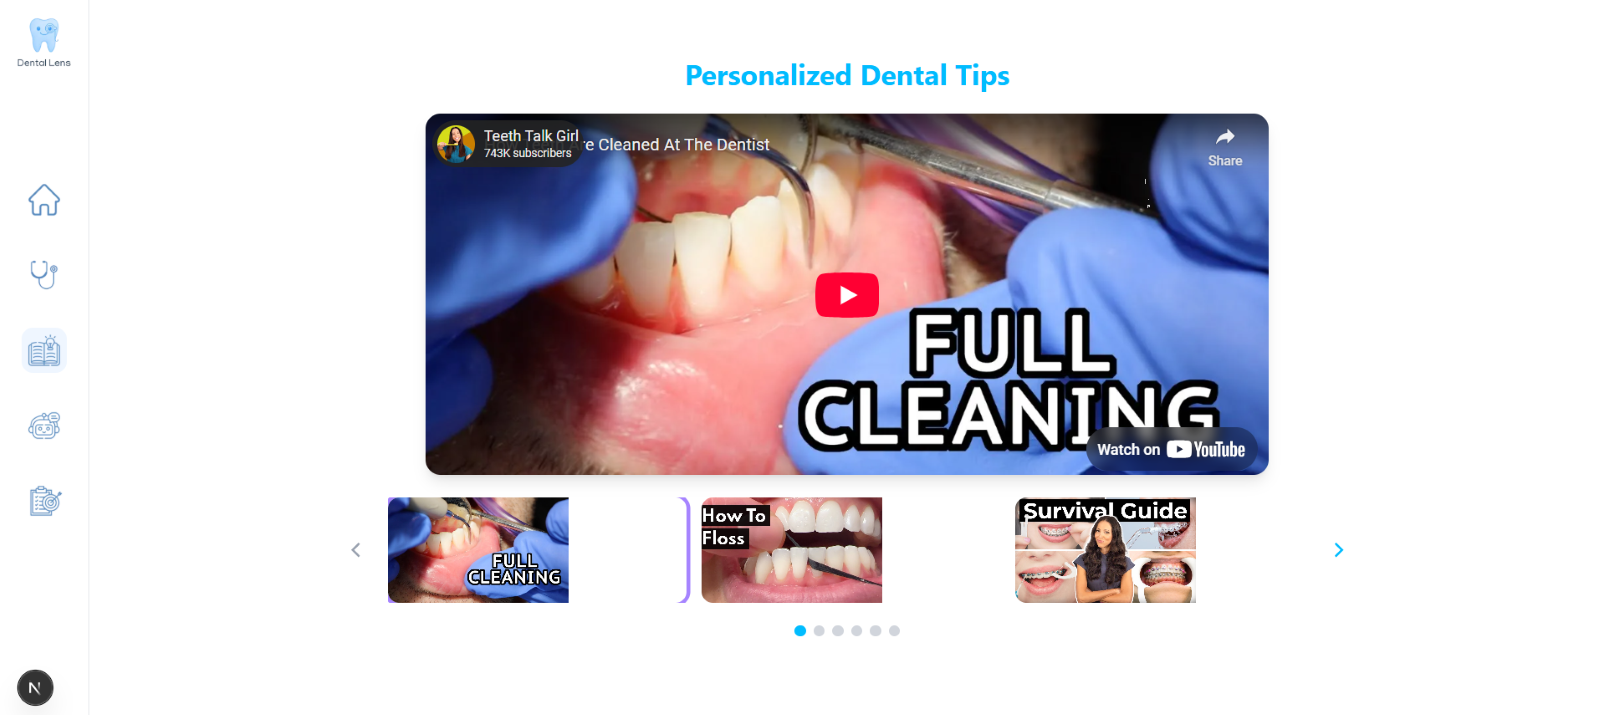 Dental Lens
Personalized Dental Tips
Teeth Talk Girl
743K subscribers
Are Cleaned At The Dentist
Share
FULL
CLEANING
Watch on YouTube
FULL
CLEANING
How To
Floss
Survival Guide
N